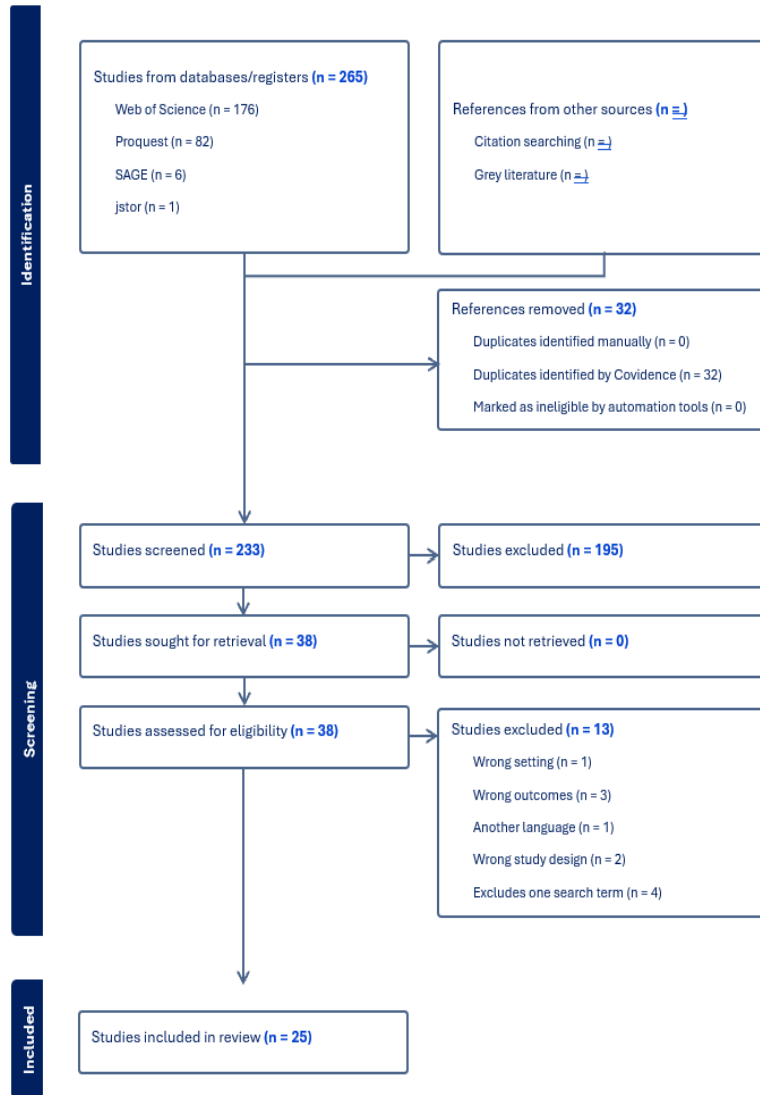 Identification
Studies from databases/registers (n = 265)
Web of Science (n = 176)
Proquest (n = 82)
SAGE (n = 6)
jstor (n = 1)
References from other sources (n = )
Citation searching (n = )
Grey literature (n = )
References removed (n = 32)
Duplicates identified manually (n = 0)
Duplicates identified by Covidence (n = 32)
Marked as ineligible by automation tools (n = 0)
Screening
Studies screened (n = 233)
Studies excluded (n = 195)
Studies sought for retrieval (n = 38)
Studies not retrieved (n = 0)
Studies assessed for eligibility (n = 38)
Studies excluded (n = 13)
Wrong setting (n = 1)
Wrong outcomes (n = 3)
Another language (n = 1)
Wrong study design (n = 2)
Excludes one search term (n = 4)
Included
Studies included in review (n = 25)